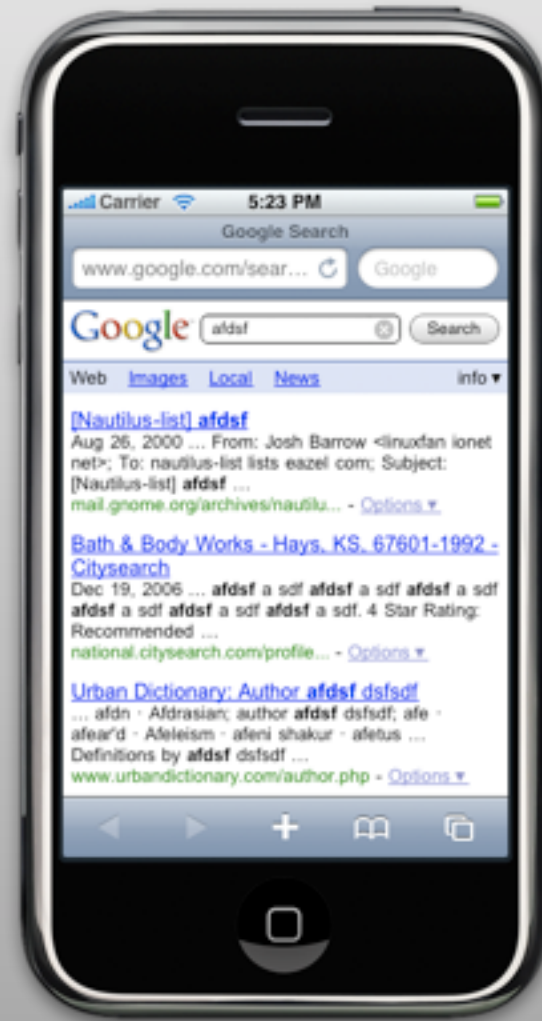 Carrier 5:23 PM
Google Search
www.google.com/sear... Google
Google afdsf Search
Web Images Local News info ▾
[Nautilus-list] afdsf
Aug 26, 2000 ... From: Josh Barrow <linuxfan ionet
net>; To: nautilus-list lists eazel com; Subject:
[Nautilus-list] afdsf ...
mail.gnome.org/archives/nautilu... - Options ▾
Bath & Body Works - Hays, KS, 67601-1992 -
Citysearch
Dec 19, 2006 ... afdsf a sdf afdsf a sdf afdsf a sdf
afdsf a sdf afdsf a sdf afdsf a sdf. 4 Star Rating:
Recommended ...
national.citysearch.com/profile... - Options ▾
Urban Dictionary: Author afdsf dsfsdf
... afdn · Afdrasian; author afdsf dsfsdf; afe ·
afear'd · Afeleism · afeni shakur · afetus ...
Definitions by afdsf dsfsdf ...
www.urbandictionary.com/author.php - Options ▾